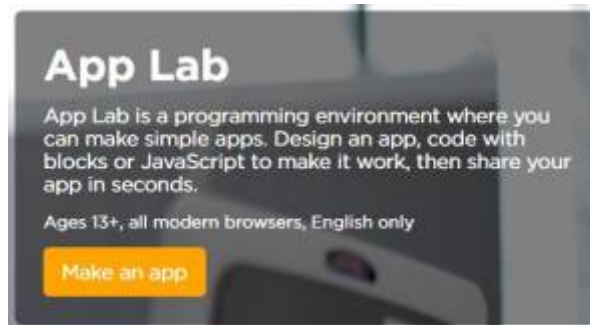 App Lab
App Lab is a programming environment where you
can make simple apps. Design an app, code with
blocks or JavaScript to make it work, then share your
app in seconds.
Ages 13+, all modern browsers, English only
Make an app